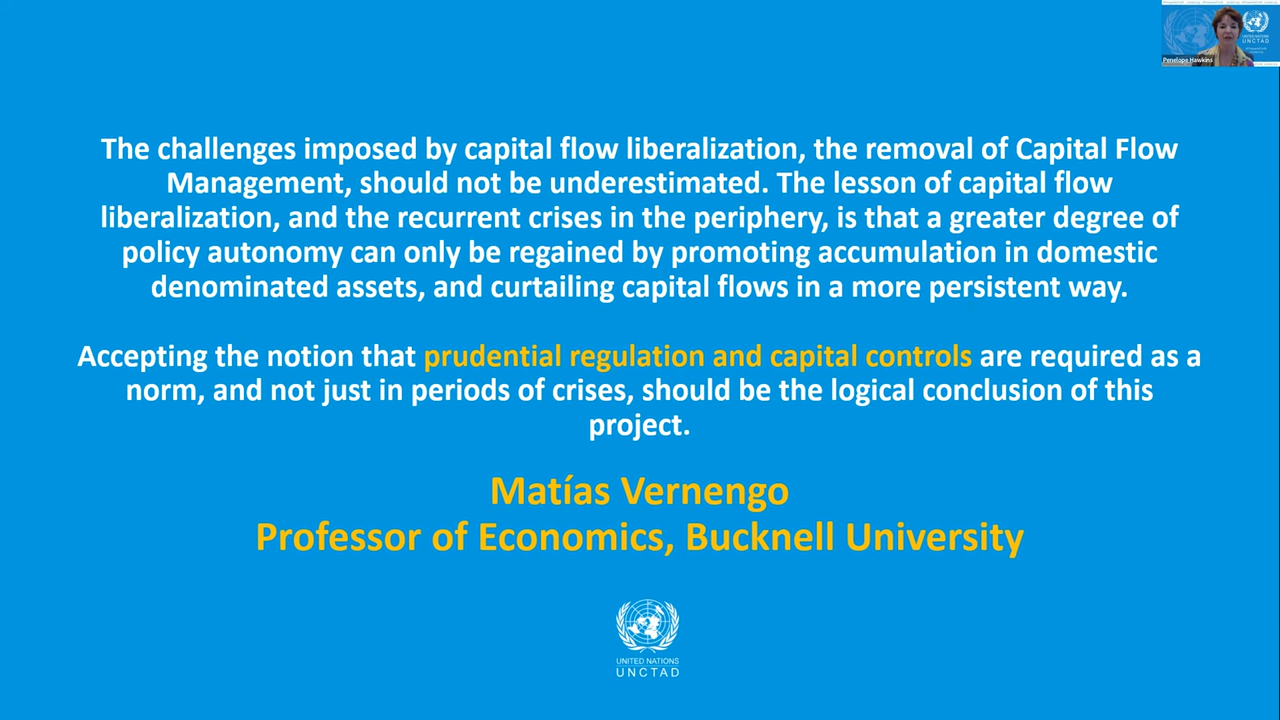 UNITED NATIONS
UNCTAD
Penelope Hawkins
The challenges imposed by capital flow liberalization, the removal of Capital Flow
Management, should not be underestimated. The lesson of capital flow
liberalization, and the recurrent crises in the periphery, is that a greater degree of
policy autonomy can only be regained by promoting accumulation in domestic
denominated assets, and curtailing capital flows in a more persistent way.
Accepting the notion that prudential regulation and capital controls are required as a
norm, and not just in periods of crises, should be the logical conclusion of this
project.
Matías Vernengo
Professor of Economics, Bucknell University
UNITED NATIONS
UNCTAD